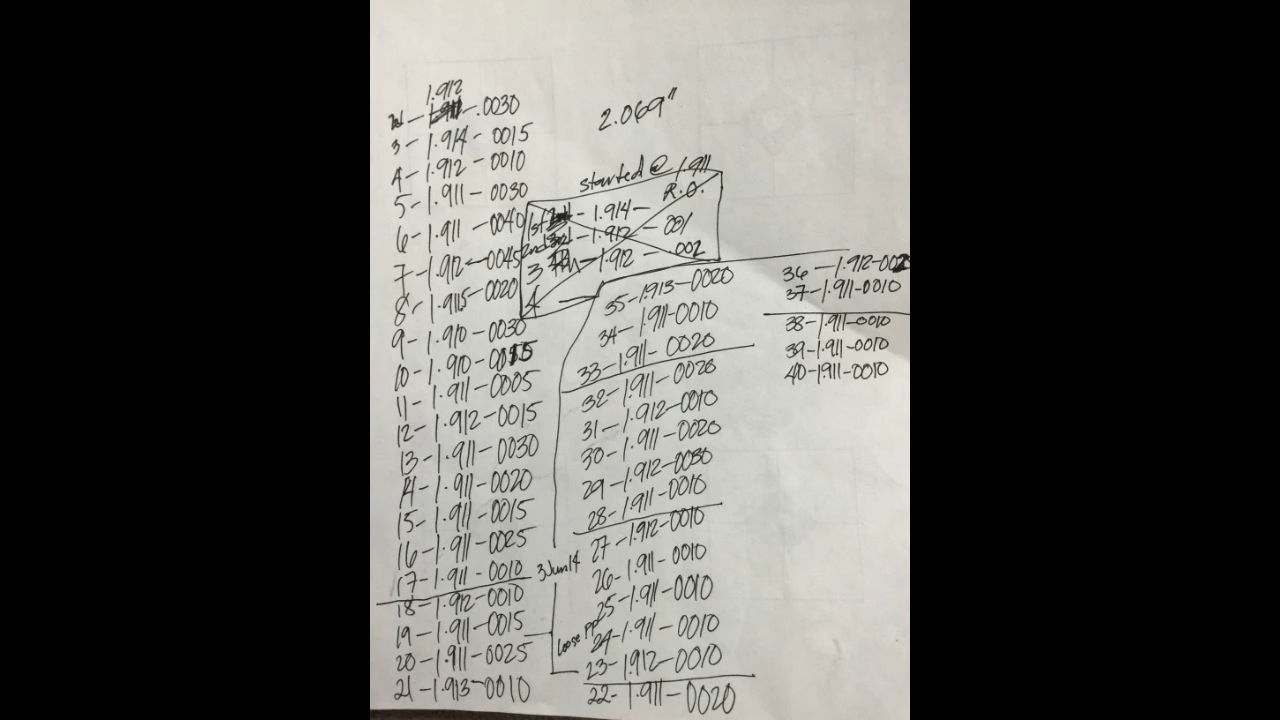 1.912
2nd - .0030
3 - 1.914 - 0015
4 - 1.912 - 0010
5 - 1.911 - 0030
6 - 1.911 - 0040
7 - 1.912 - 0045
8 - 1.9115 - 0020
9 - 1.910 - 0030
10 - 1.910 - 0015
11 - 1.911 - 0005
12 - 1.912 - 0015
13 - 1.911 - 0030
14 - 1.911 - 0020
15 - 1.911 - 0015
16 - 1.911 - 0025
17 - 1.911 - 0010
3 Jun 14
18 - 1.912 - 0010
19 - 1.911 - 0015
20 - 1.911 - 0025
21 - 1.913 - 0010
loose PP
2.069"
started @ 1.911
R.O.
1st - 1.914 -
2nd - 1.912 - 001
3 - 1.912 - .002
4
35 - 1.913 - 0020
34 - 1.911 - 0010
33 - 1.911 - 0020
32 - 1.911 - 0020
31 - 1.912 - 0010
30 - 1.911 - 0020
29 - 1.912 - 0030
28 - 1.911 - 0010
27 - 1.912 - 0010
26 - 1.911 - 0010
25 - 1.911 - 0010
24 - 1.911 - 0010
23 - 1.912 - 0010
22 - 1.911 - 0020
36 - 1.912 - 002
37 - 1.911 - 0010
38 - 1.911 - 0010
39 - 1.911 - 0010
40 - 1.911 - 0010